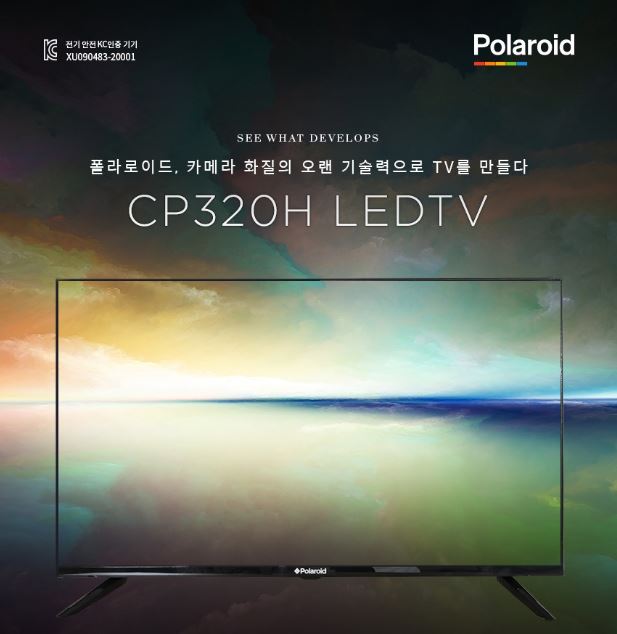 전기 안전 KC인증 기기
XU090483-20001
Polaroid
SEE WHAT DEVELOPS
폴라로이드, 카메라 화질의 오랜 기술력으로 TV를 만들다
CP320H LEDTV
Polaroid